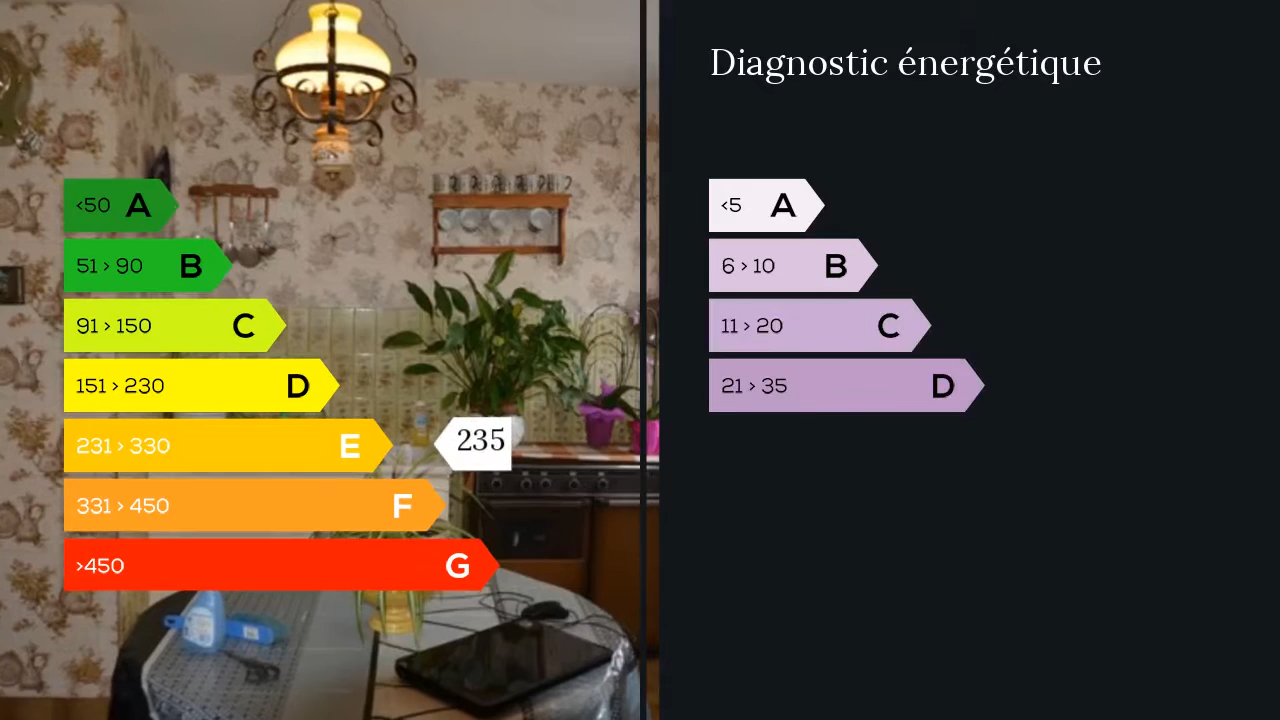 Diagnostic énergétique
<50 A
51 > 90 B
91 > 150 C
151 > 230 D
231 > 330 E
235
331 > 450 F
>450 G
<5 A
6 > 10 B
11 > 20 C
21 > 35 D